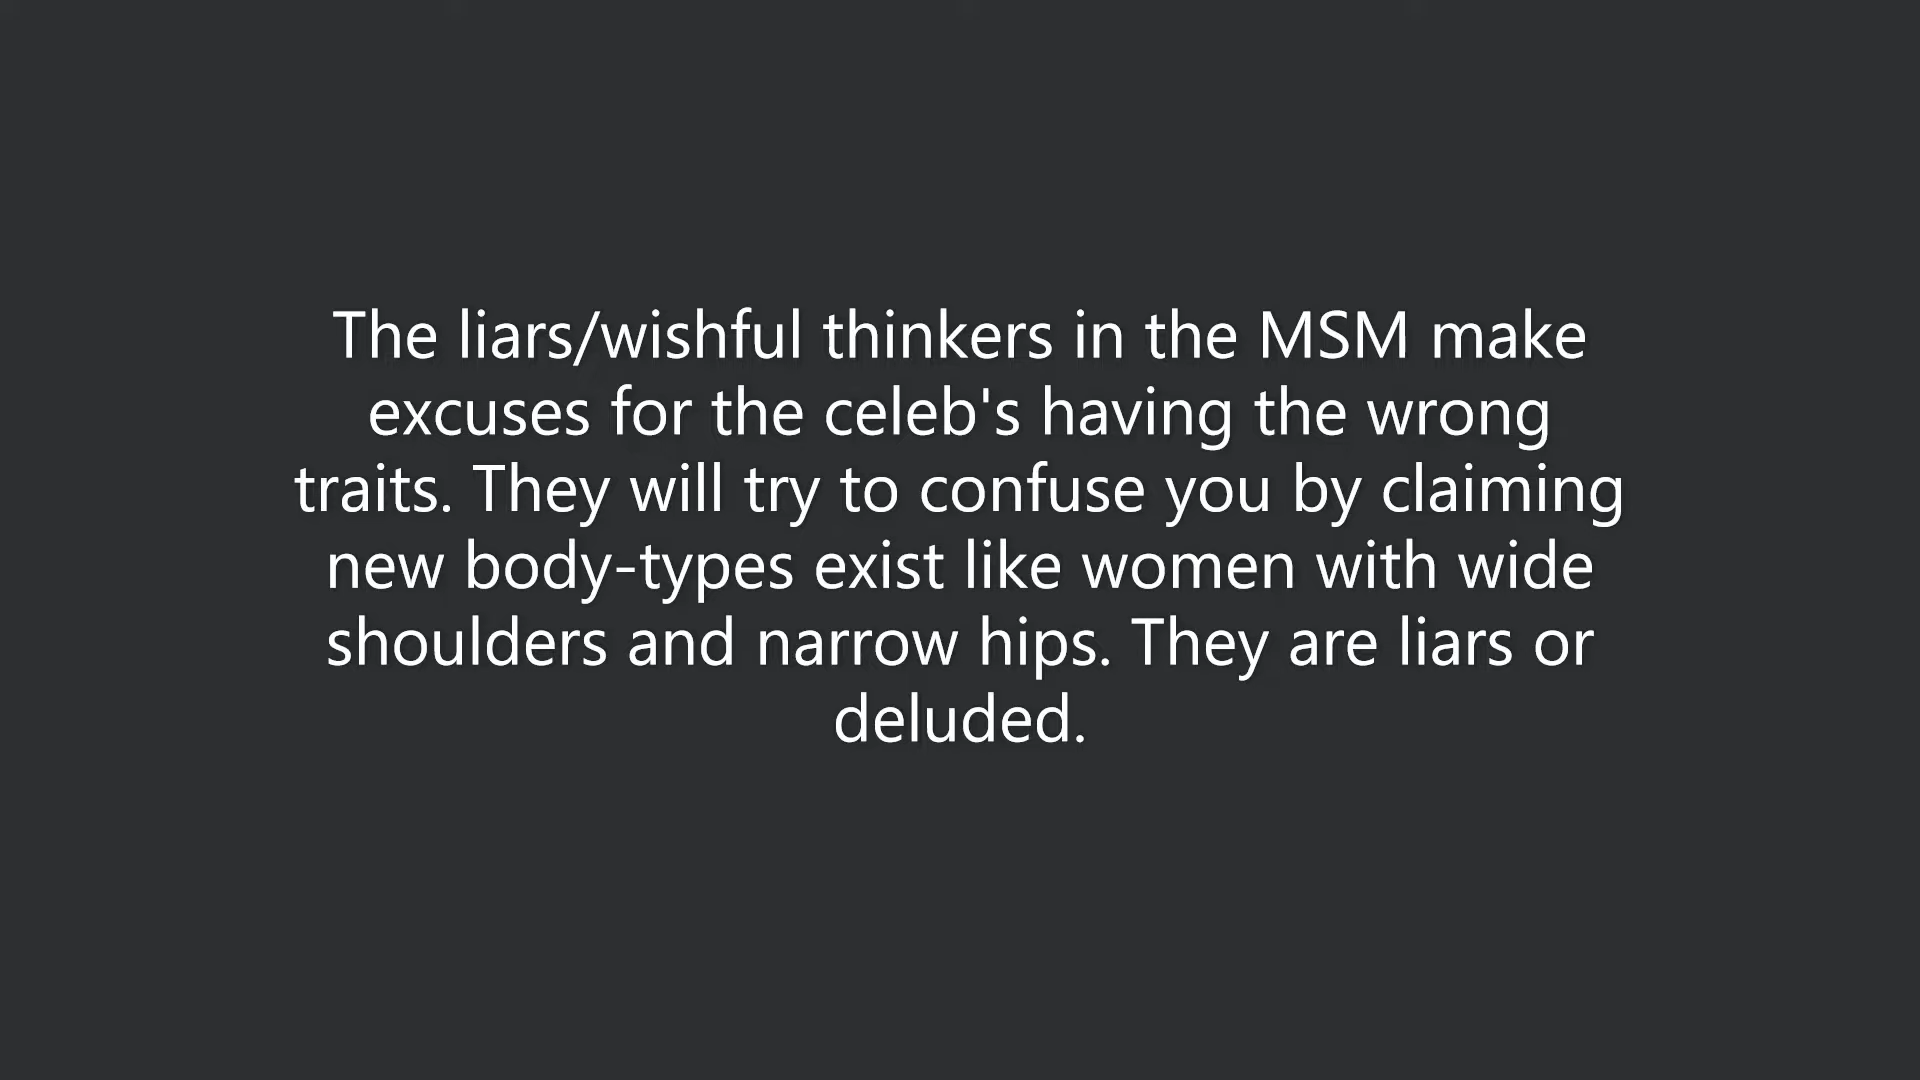 The liars/wishful thinkers in the MSM make
excuses for the celeb's having the wrong
traits. They will try to confuse you by claiming
new body-types exist like women with wide
shoulders and narrow hips. They are liars or
deluded.